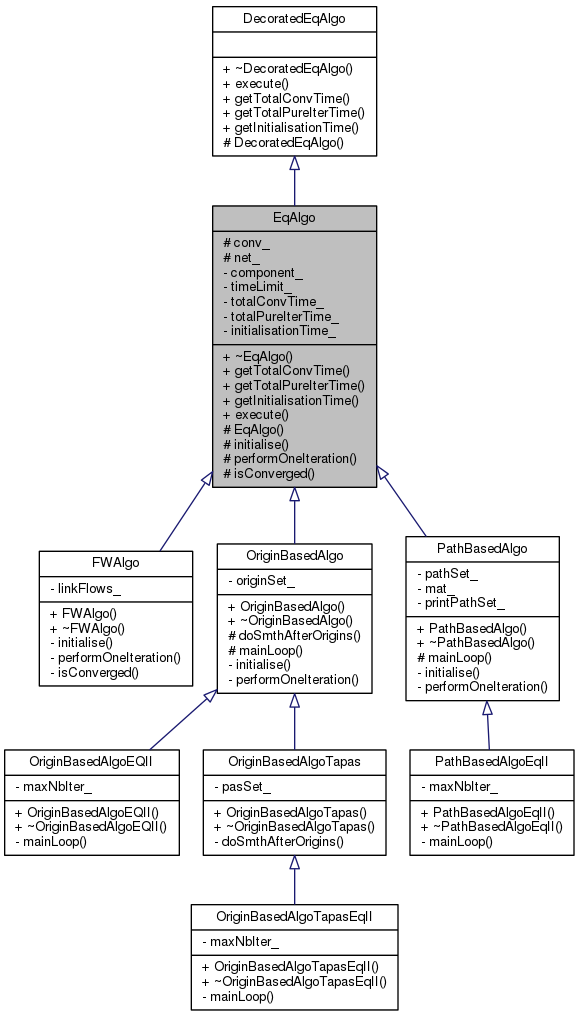 DecoratedEqAlgo
+ ~DecoratedEqAlgo()
+ execute()
+ getTotalConvTime()
+ getTotalPureIterTime()
+ getInitialisationTime()
# DecoratedEqAlgo()
EqAlgo
# conv_
# net_
- component_
- timeLimit_
- totalConvTime_
- totalPureIterTime_
- initialisationTime_
+ ~EqAlgo()
+ getTotalConvTime()
+ getTotalPureIterTime()
+ getInitialisationTime()
+ execute()
# EqAlgo()
# initialise()
# performOneIteration()
# isConverged()
FWAlgo
- linkFlows_
+ FWAlgo()
+ ~FWAlgo()
- initialise()
- performOneIteration()
- isConverged()
OriginBasedAlgo
- originSet_
+ OriginBasedAlgo()
+ ~OriginBasedAlgo()
# doSmthAfterOrigins()
# mainLoop()
- initialise()
- performOneIteration()
PathBasedAlgo
- pathSet_
- mat_
- printPathSet_
+ PathBasedAlgo()
+ ~PathBasedAlgo()
# mainLoop()
- initialise()
- performOneIteration()
OriginBasedAlgoEQII
- maxNbIter_
+ OriginBasedAlgoEQII()
+ ~OriginBasedAlgoEQII()
- mainLoop()
OriginBasedAlgoTapas
- pasSet_
+ OriginBasedAlgoTapas()
+ ~OriginBasedAlgoTapas()
- doSmthAfterOrigins()
PathBasedAlgoEqII
- maxNbIter_
+ PathBasedAlgoEqII()
+ ~PathBasedAlgoEqII()
- mainLoop()
OriginBasedAlgoTapasEqII
- maxNbIter_
+ OriginBasedAlgoTapasEqII()
+ ~OriginBasedAlgoTapasEqII()
- mainLoop()